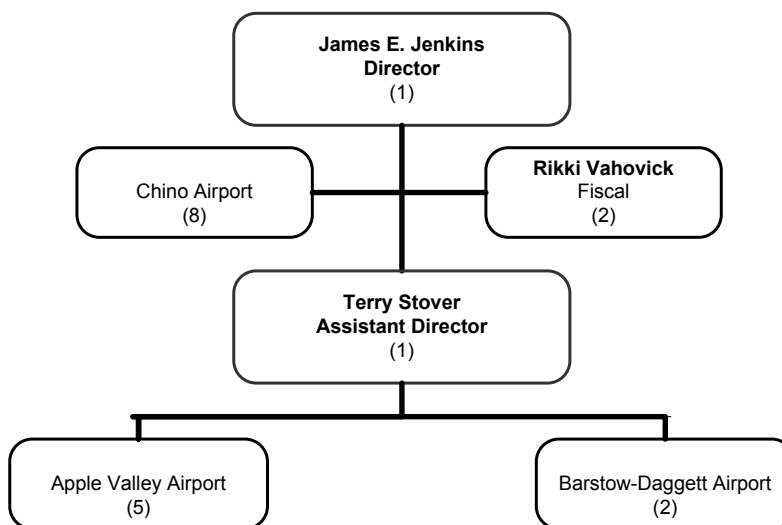 James E. Jenkins
Director
(1)
Chino Airport
(8)
Rikki Vahovick
Fiscal
(2)
Terry Stover
Assistant Director
(1)
Apple Valley Airport
(5)
Barstow-Daggett Airport
(2)